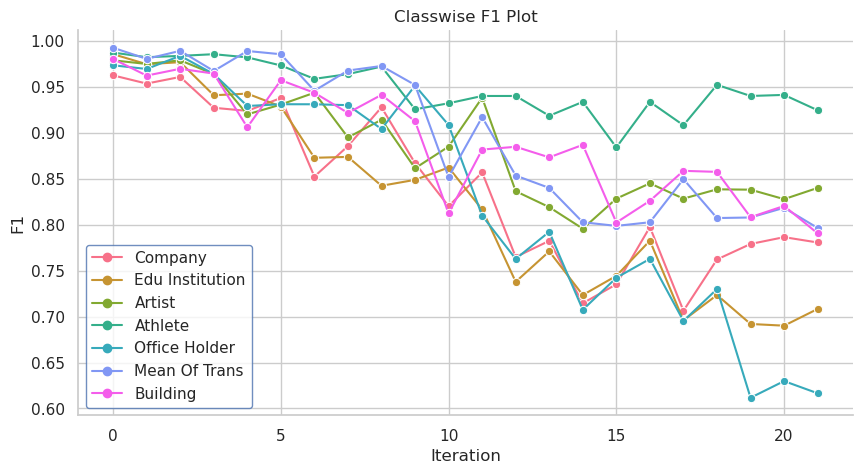 Classwise F1 Plot
1.00
0.95
0.90
0.85
0.80
0.75
0.70
0.65
0.60
F1
Company
Edu Institution
Artist
Athlete
Office Holder
Mean Of Trans
Building
0 5 10 15 20
Iteration